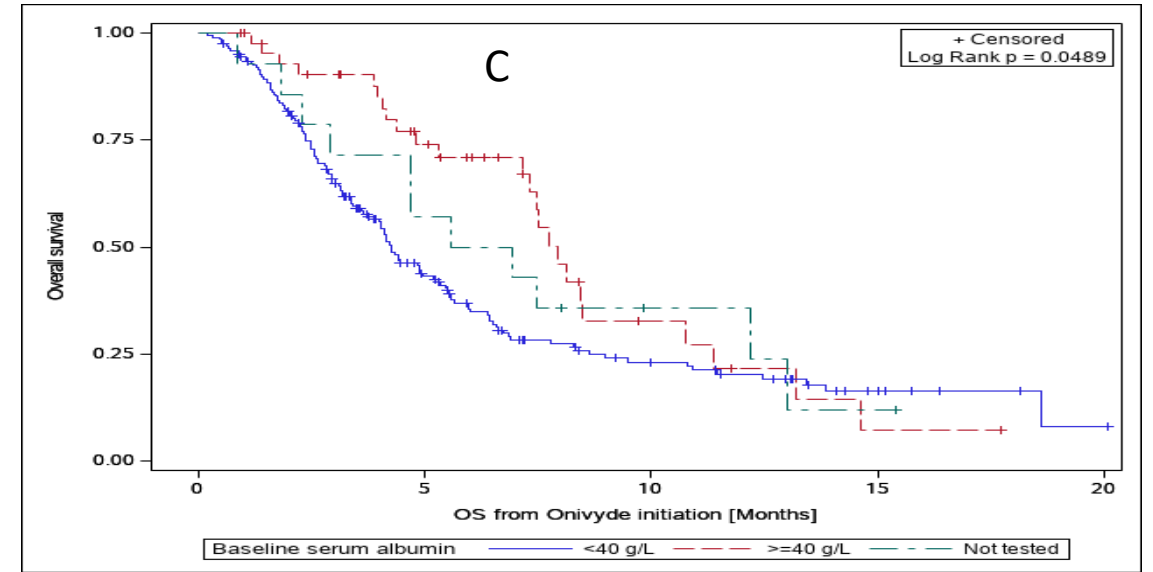 1.00
C
+ Censored
Log Rank p = 0.0489
0.75
0.50
0.25
0.00
Overall suvival
0 5 10 15 20
OS from Onivyde initiation [Months]
Baseline serum albumin <40 g/L >=40 g/L Not tested